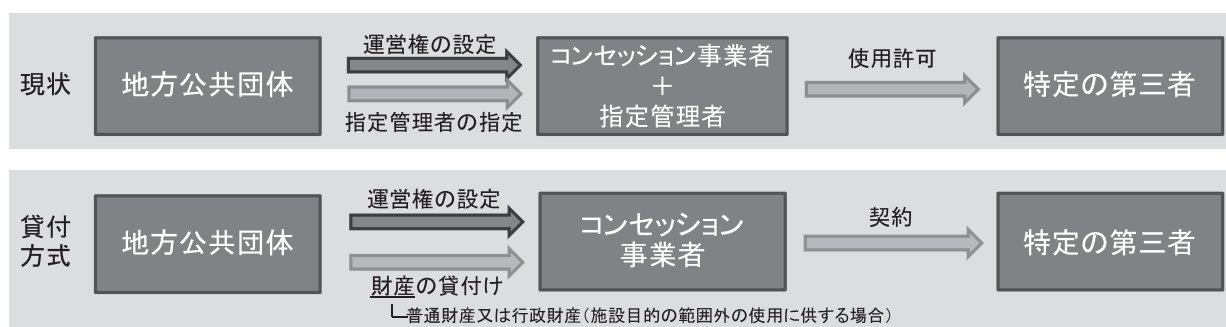 現状
地方公共団体
運営権の設定
指定管理者の指定
コンセッション事業者
＋
指定管理者
使用許可
特定の第三者
貸付
方式
地方公共団体
運営権の設定
財産の貸付け
普通財産又は行政財産（施設目的の範囲外の使用に供する場合）
コンセッション
事業者
契約
特定の第三者